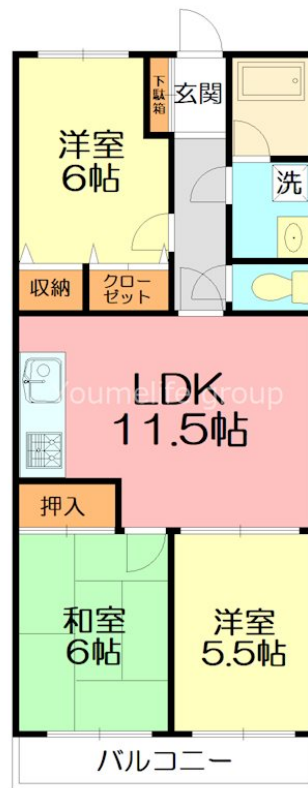 下駄箱
玄関
洋室
6帖
洗
収納
クロー
ゼット
LDK
11.5帖
Youmelife group
押入
和室
6帖
洋室
5.5帖
バルコニー